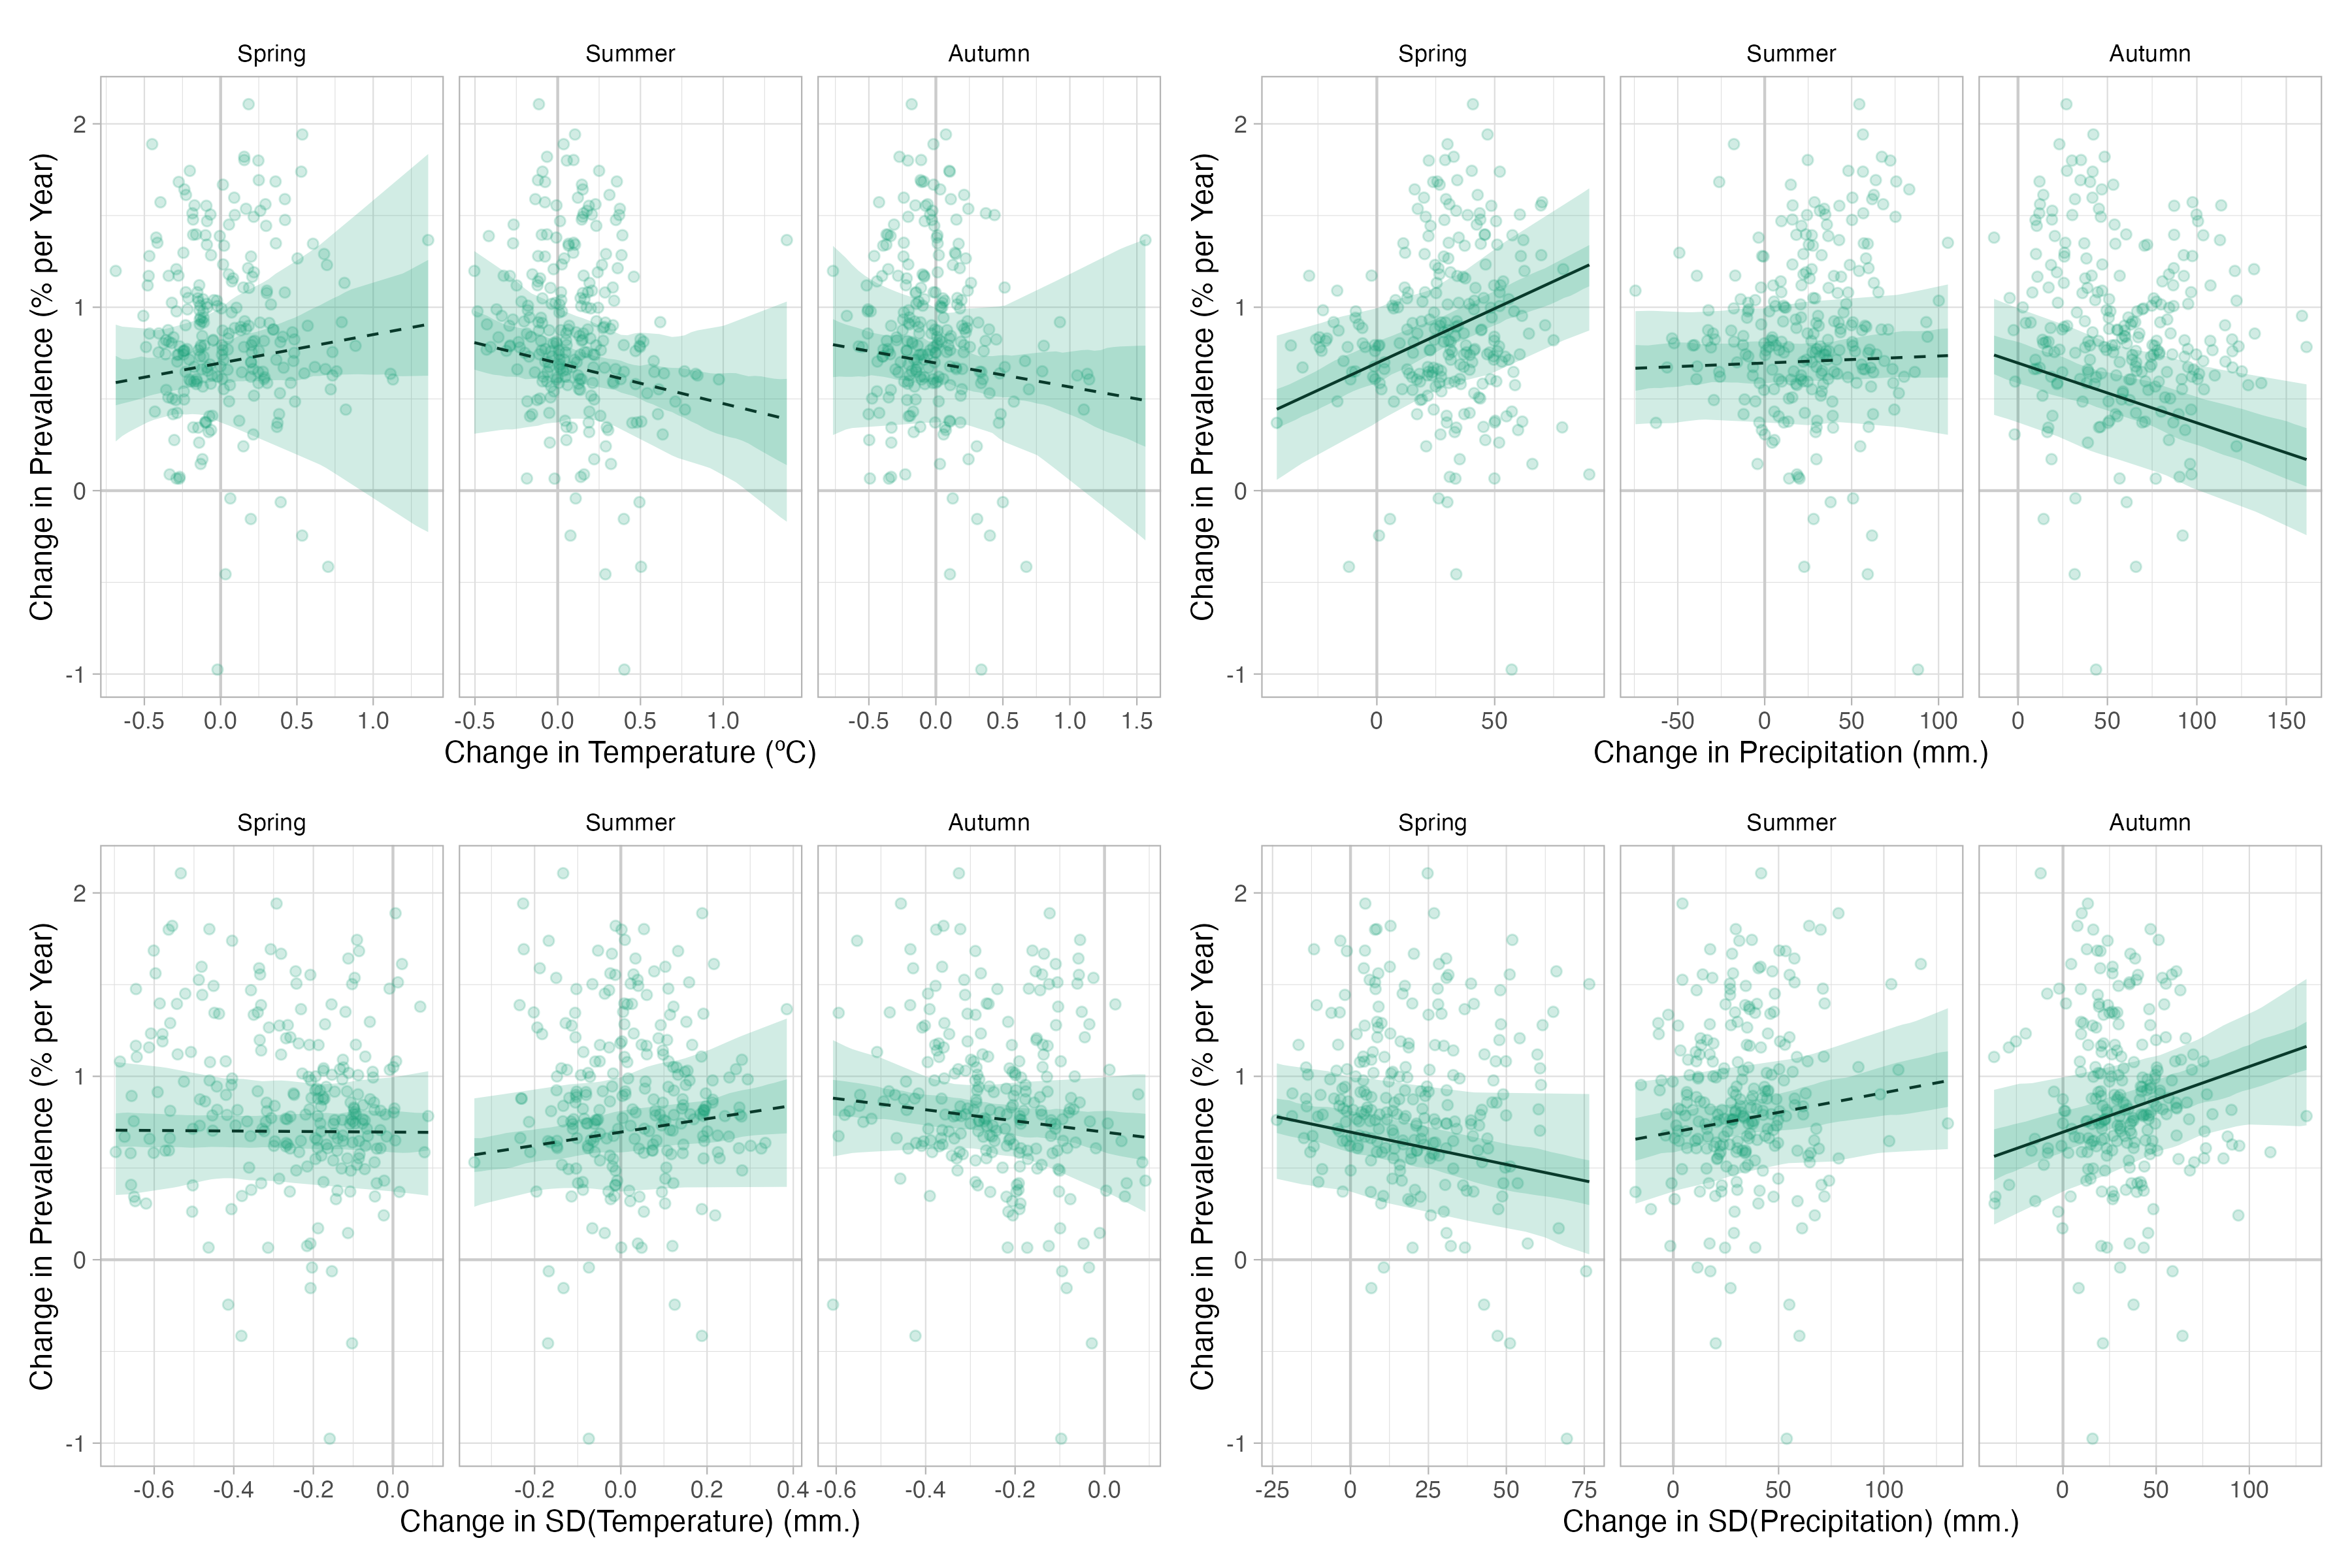 Spring Summer Autumn
Change in Prevalence (% per Year)
2
1
0
-1
-0.5 0.0 0.5 1.0 -0.5 0.0 0.5 1.0 -0.5 0.0 0.5 1.0 1.5
Change in Temperature (ºC)
Spring Summer Autumn
Change in Prevalence (% per Year)
2
1
0
-1
0 50 -50 0 50 100 0 50 100 150
Change in Precipitation (mm.)
Spring Summer Autumn
Change in Prevalence (% per Year)
2
1
0
-1
-0.6 -0.4 -0.2 0.0 -0.2 0.0 0.2 0.4 -0.6 -0.4 -0.2 0.0
Change in SD(Temperature) (mm.)
Spring Summer Autumn
Change in Prevalence (% per Year)
2
1
0
-1
-25 0 25 50 75 0 50 100 0 50 100
Change in SD(Precipitation) (mm.)